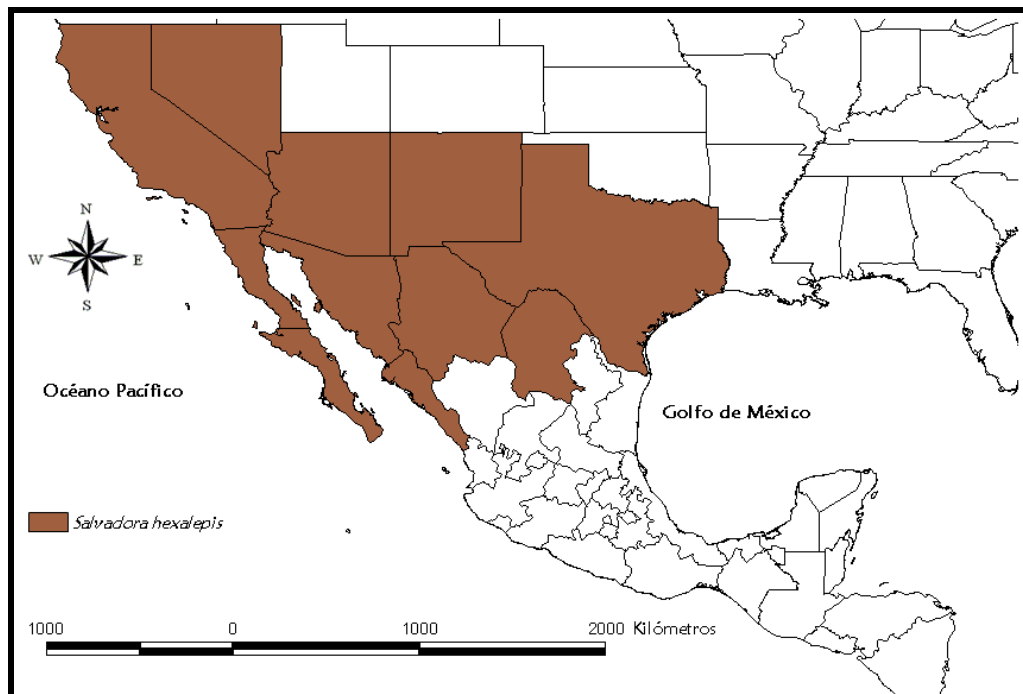 N
W E
S
Océano Pacífico
Golfo de México
Salvadora hexalepis
1000 0 1000 2000 Kilómetros